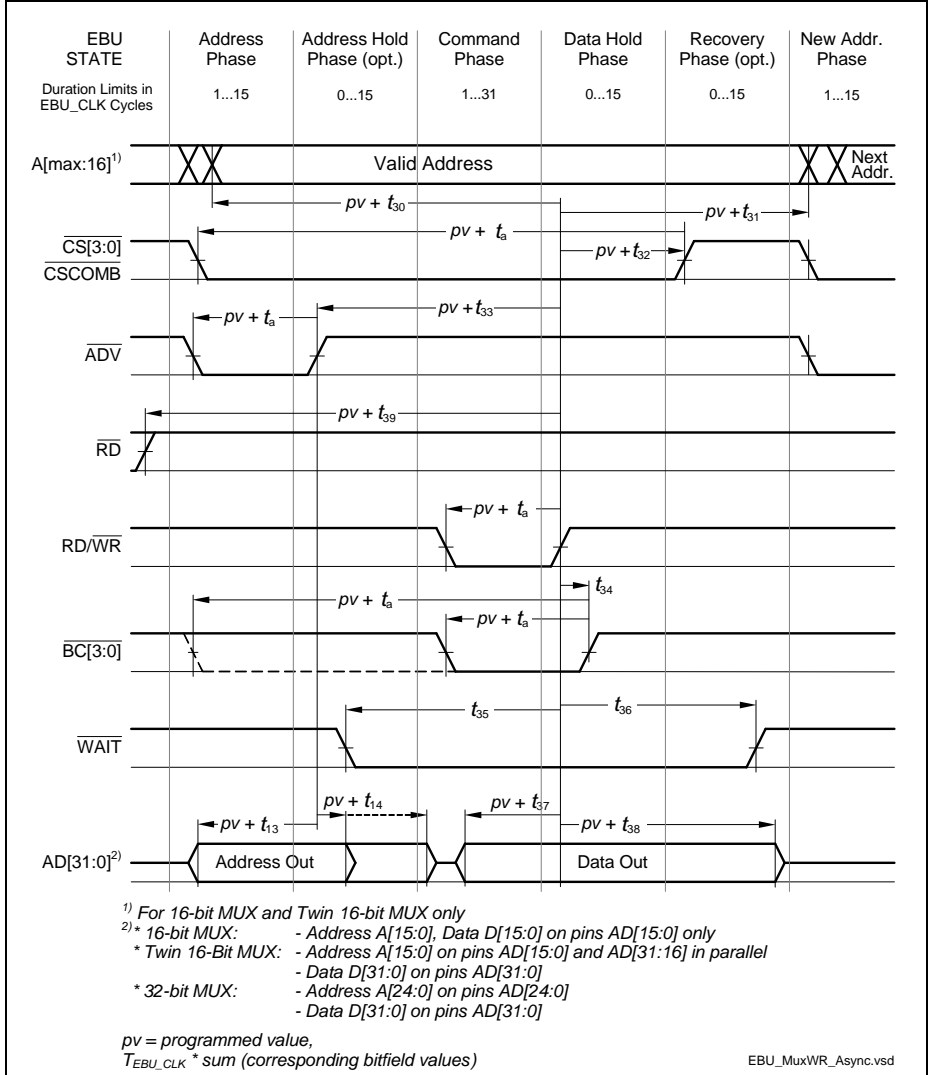 EBU STATE
Address Phase
Address Hold Phase (opt.)
Command Phase
Data Hold Phase
Recovery Phase (opt.)
New Addr. Phase
Duration Limits in EBU_CLK Cycles
1...15
0...15
1...31
0...15
0...15
1...15
A[max:16]1)
Valid Address
Next Addr.
pv + t30
pv + t31
pv + ta
CS[3:0]
CSCOMB
pv + t32
pv + t33
pv + ta
ADV
pv + t39
RD
pv + ta
RD/WR
t34
pv + ta
pv + ta
BC[3:0]
t35
t36
WAIT
pv + t14
pv + t37
pv + t13
pv + t38
AD[31:0]2)
Address Out
Data Out
1) For 16-bit MUX and Twin 16-bit MUX only
2) * 16-bit MUX: - Address A[15:0], Data D[15:0] on pins AD[15:0] only
* Twin 16-Bit MUX: - Address A[15:0] on pins AD[15:0] and AD[31:16] in parallel
- Data D[31:0] on pins AD[31:0]
* 32-bit MUX: - Address A[24:0] on pins AD[24:0]
- Data D[31:0] on pins AD[31:0]
pv = programmed value,
TEBU_CLK * sum (corresponding bitfield values)
EBU_MuxWR_Async.vsd